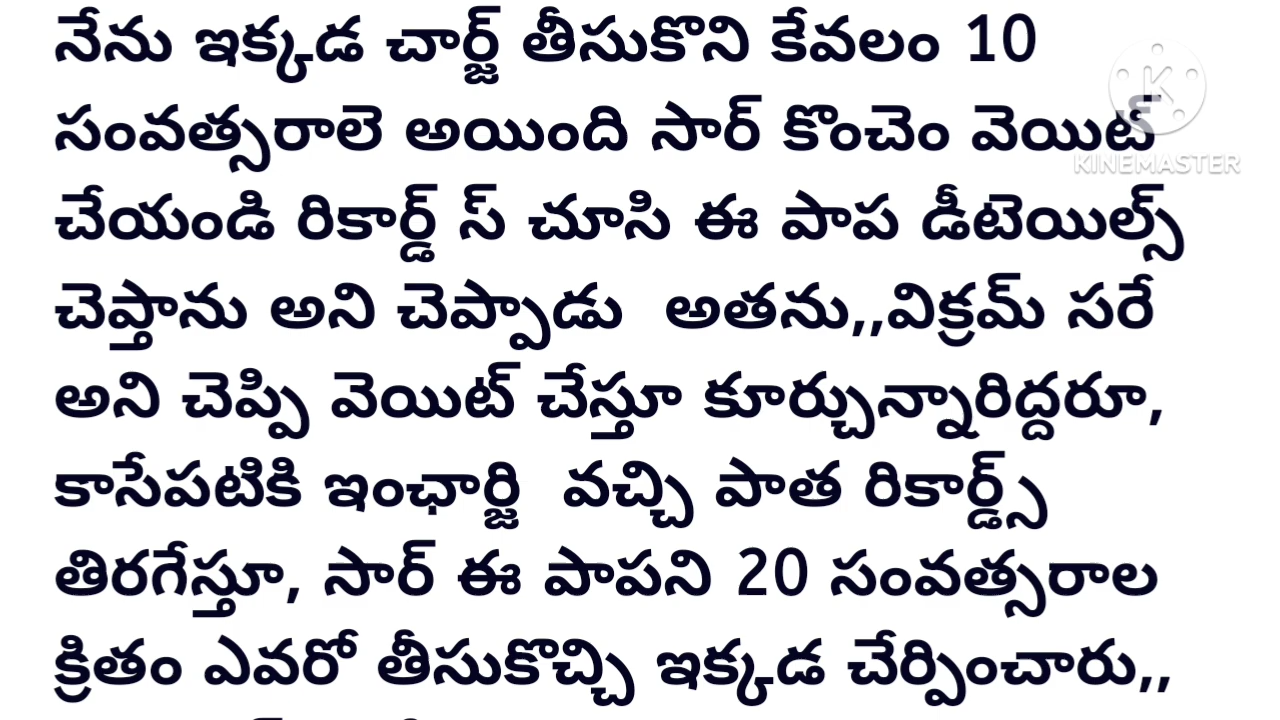 నేను ఇక్కడ చార్జ్ తీసుకొని కేవలం 10
సంవత్సరాలె అయింది సార్ కొంచెం వెయిట్
చేయండి రికార్డ్ స్ చూసి ఈ పాప డీటెయిల్స్
చెప్తాను అని చెప్పాడు  అతను,,విక్రమ్ సరే
అని చెప్పి వెయిట్ చేస్తూ కూర్చున్నారిద్దరూ,
కాసేపటికి ఇంఛార్జి  వచ్చి పాత రికార్డ్స్
తిరగేస్తూ, సార్ ఈ పాపని 20 సంవత్సరాల
క్రితం ఎవరో తీసుకొచ్చి ఇక్కడ చేర్పించారు,,
KINEMASTER